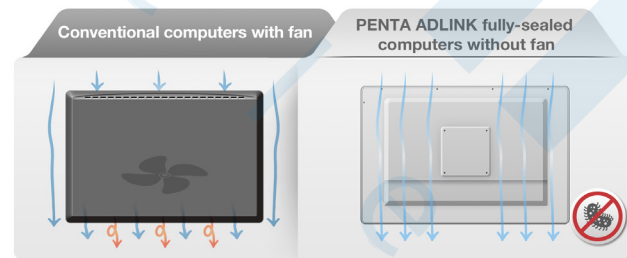 Conventional computers with fan
PENTA ADLINK fully-sealed
computers without fan